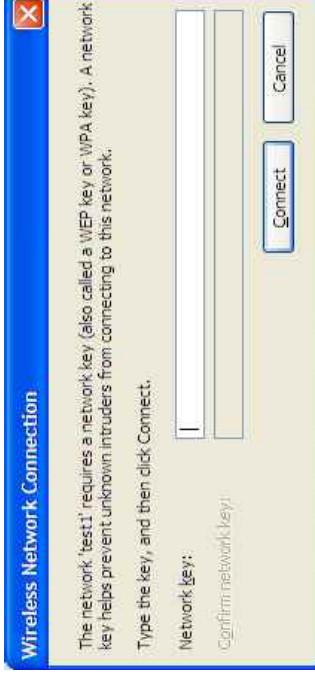 Wireless Network Connection
The network 'test1' requires a network key (also called a WEP key or WPA key). A network
key helps prevent unknown intruders from connecting to this network.
Type the key, and then click Connect.
Network key:
Confirm network key:
Connect
Cancel